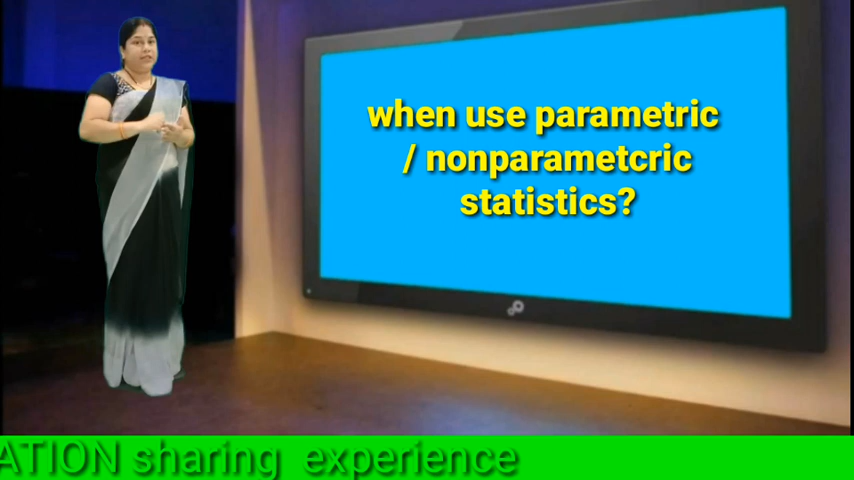 when use parametric
/ nonparametcric
statistics?
ATION sharing experience